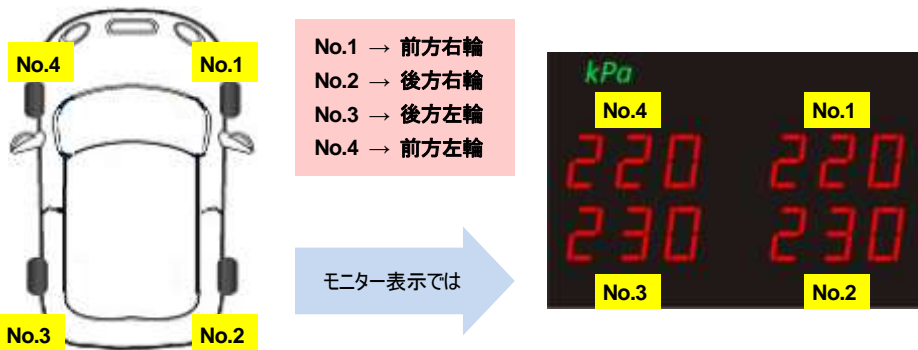 No.4
No.1
No.3
No.2
No.1 → 前方右輪
No.2 → 後方右輪
No.3 → 後方左輪
No.4 → 前方左輪
モニター表示では
kPa
No.4 No.1
220 220
230 230
No.3 No.2